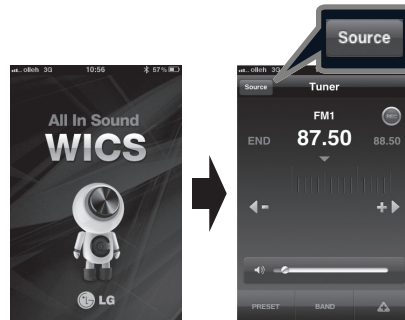 Source
olleh 3G 10:56 57%
All In Sound
WICS
LG
olleh 3G
Source Tuner
FM1 REC
END 87.50 88.50
- +
PRESET BAND